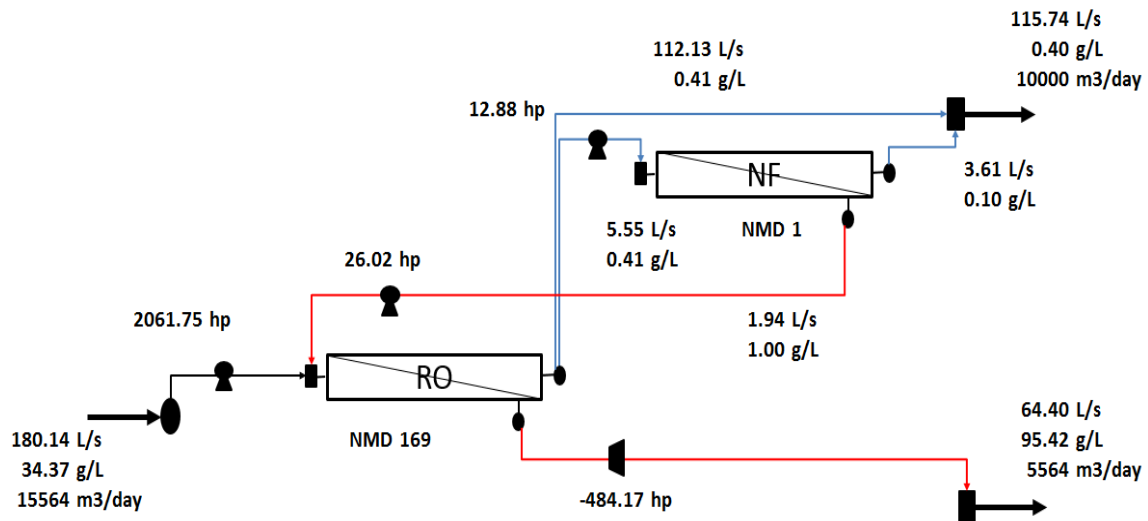 115.74 L/s
0.40 g/L
10000 m3/day
112.13 L/s
0.41 g/L
12.88 hp
NF
3.61 L/s
0.10 g/L
5.55 L/s
0.41 g/L
NMD 1
26.02 hp
1.94 L/s
1.00 g/L
2061.75 hp
RO
180.14 L/s
34.37 g/L
15564 m3/day
NMD 169
-484.17 hp
64.40 L/s
95.42 g/L
5564 m3/day